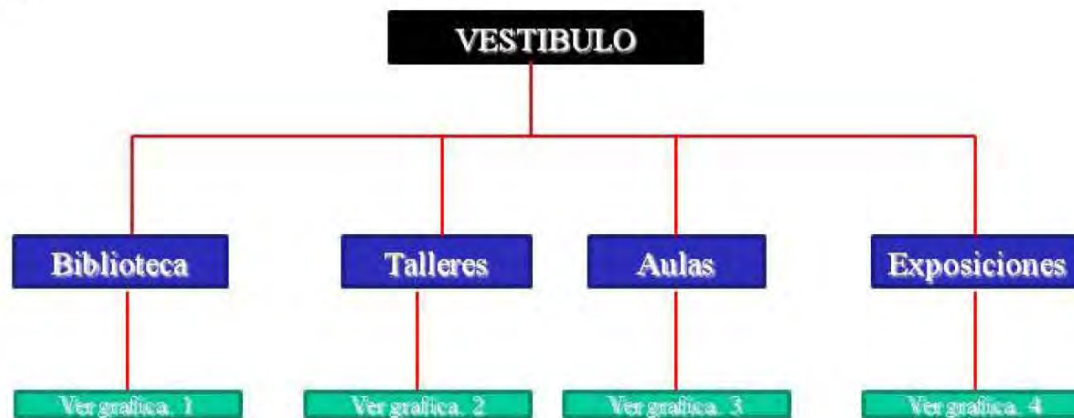 VESTIBULO
Biblioteca
Talleres
Aulas
Exposiciones
Ver grafica. 1
Ver grafica. 2
Ver grafica. 3
Ver grafica. 4